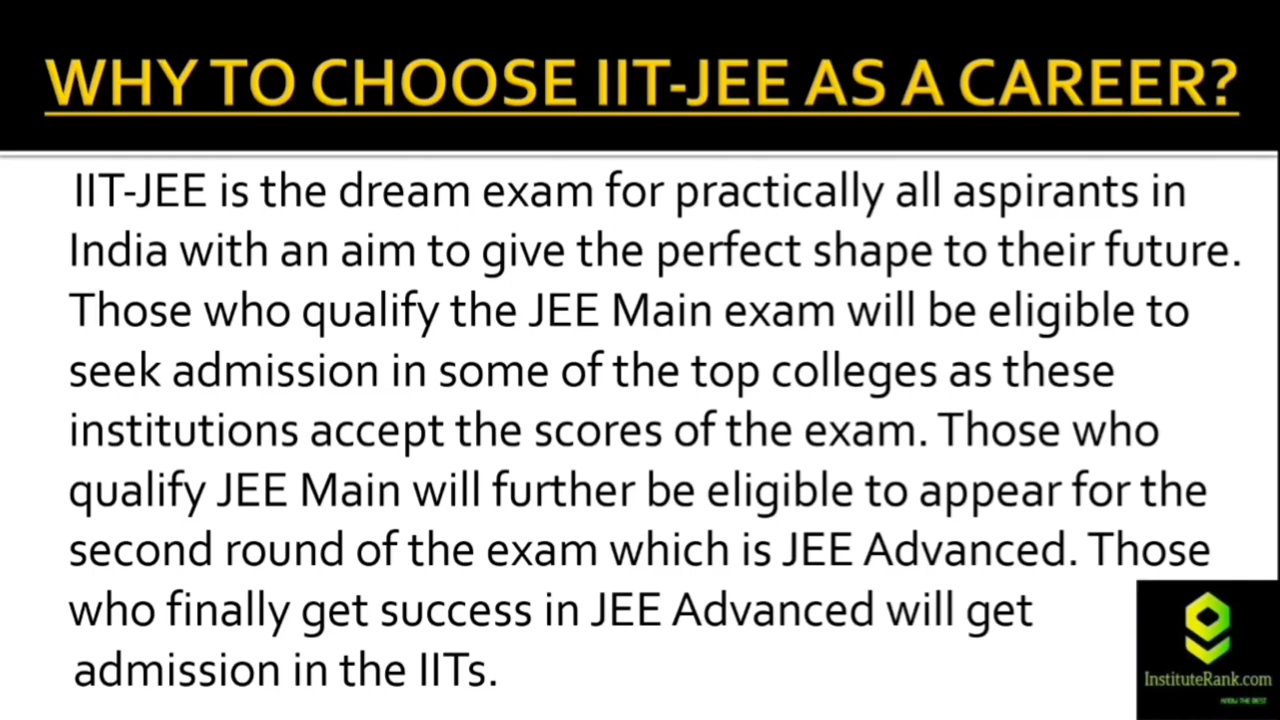 WHY TO CHOOSE IIT-JEE AS A CAREER?
IIT-JEE is the dream exam for practically all aspirants in
India with an aim to give the perfect shape to their future.
Those who qualify the JEE Main exam will be eligible to
seek admission in some of the top colleges as these
institutions accept the scores of the exam. Those who
qualify JEE Main will further be eligible to appear for the
second round of the exam which is JEE Advanced. Those
who finally get success in JEE Advanced will get
admission in the IITs.
InstituteRank.com
KNOW THE BEST